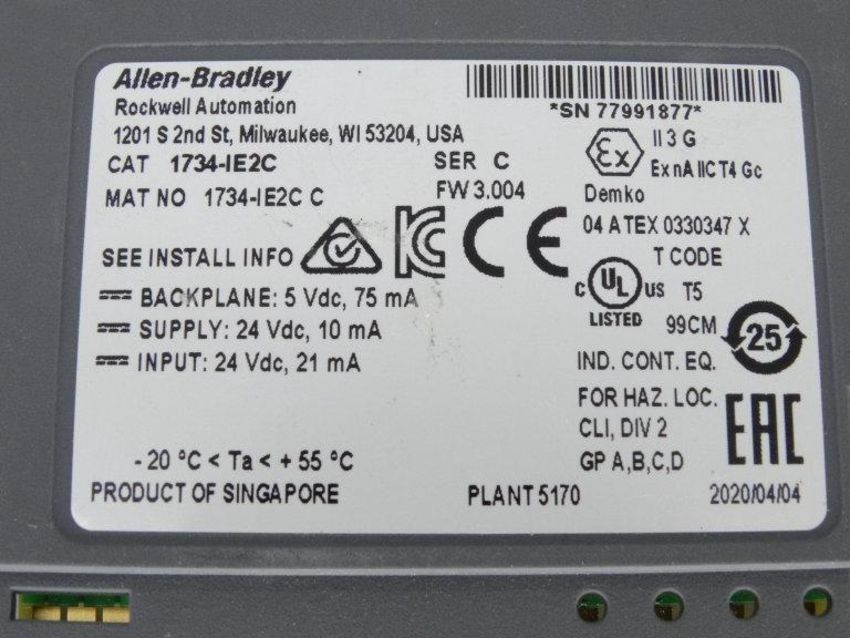 Allen-Bradley
Rockwell Automation
1201 S 2nd St, Milwaukee, WI 53204, USA
CAT 1734-IE2C SER C
MAT NO 1734-IE2C C FW 3.004
*SN 77991877*
Ex II 3 G
Ex nA IIC T4 Gc
Demko
04 ATEX 0330347 X
SEE INSTALL INFO
CE
T CODE
C UL US T5
LISTED 99CM
25
BACKPLANE: 5 Vdc, 75 mA
SUPPLY: 24 Vdc, 10 mA
INPUT: 24 Vdc, 21 mA
IND. CONT. EQ.
FOR HAZ. LOC.
CLI, DIV 2
GP A,B,C,D
EAC
- 20 °C < Ta < + 55 °C
PRODUCT OF SINGAPORE
PLANT 5170
2020/04/04